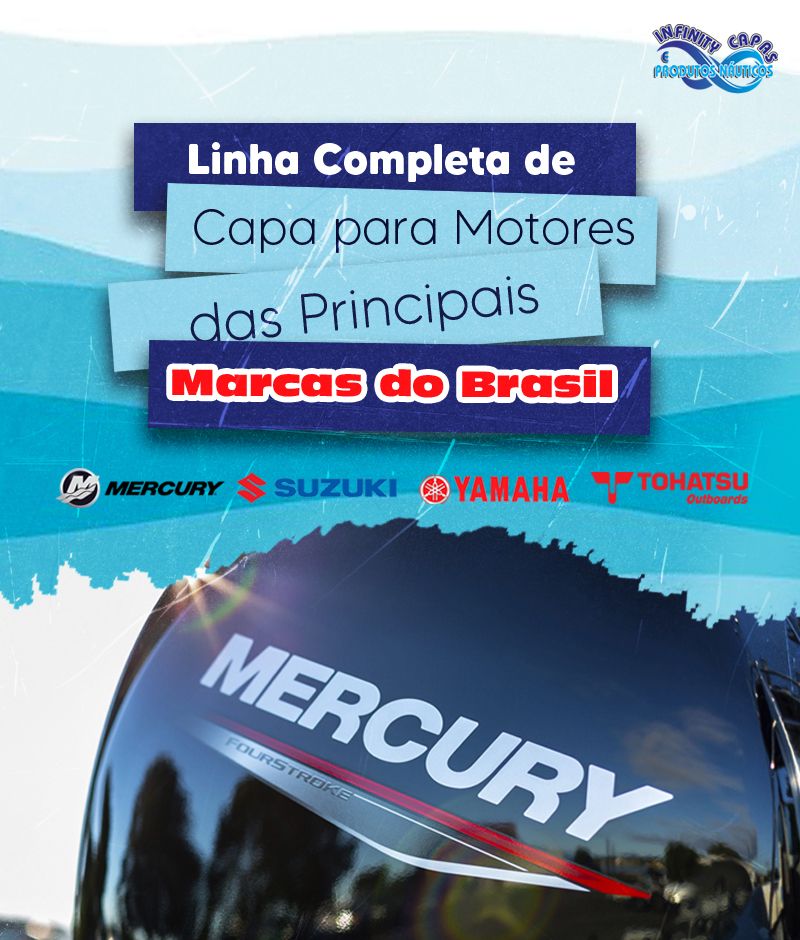 INFINITY CAPAS
E
PRODUTOS NÁUTICOS
Linha Completa de
Capa para Motores
das Principais
Marcas do Brasil
MERCURY SUZUKI YAMAHA TOHATSU
Outboards
MERCURY
FOURSTROKE